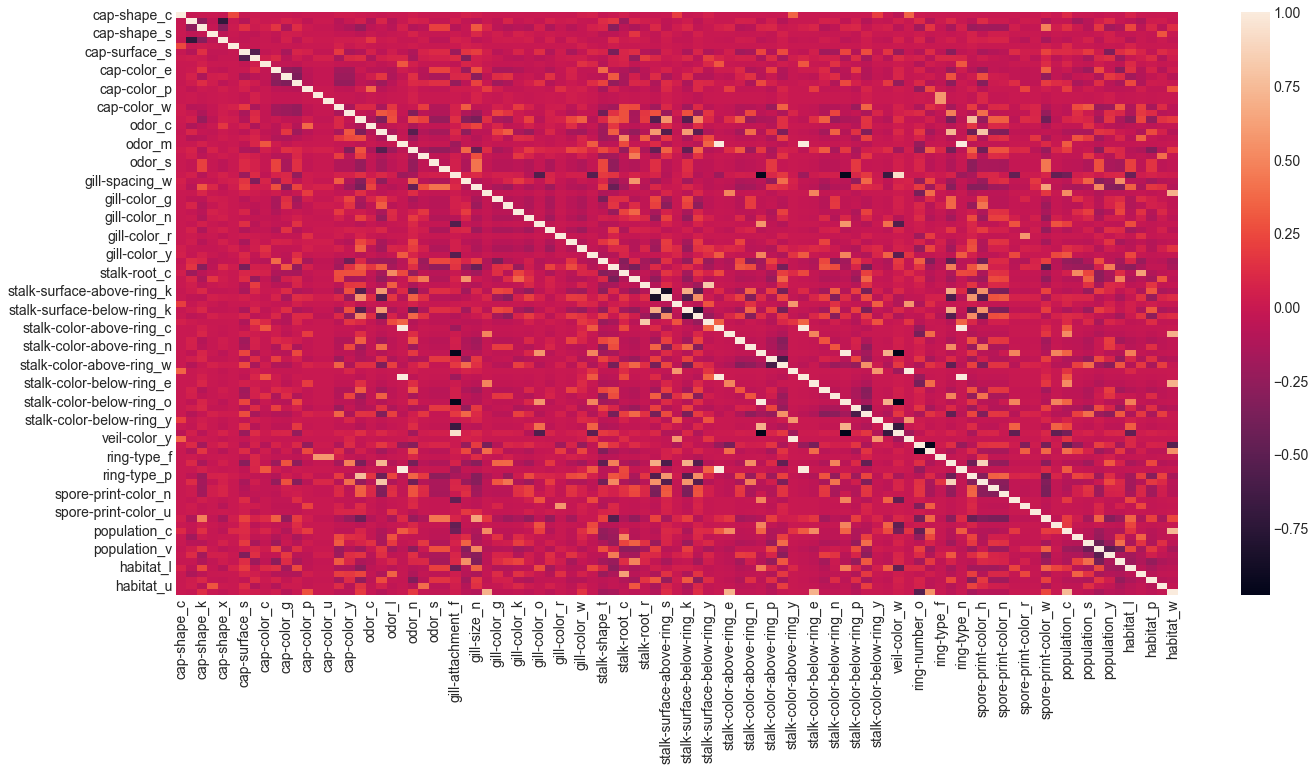 cap-shape_c
cap-shape_s
cap-surface_s
cap-color_e
cap-color_p
cap-color_w
odor_c
odor_m
odor_s
gill-spacing_w
gill-color_g
gill-color_n
gill-color_r
gill-color_y
stalk-root_c
stalk-surface-above-ring_k
stalk-surface-below-ring_k
stalk-color-above-ring_c
stalk-color-above-ring_n
stalk-color-above-ring_w
stalk-color-below-ring_e
stalk-color-below-ring_o
stalk-color-below-ring_y
veil-color_y
ring-type_f
ring-type_p
spore-print-color_n
spore-print-color_u
population_c
population_v
habitat_l
habitat_u
cap-shape_c
cap-shape_k
cap-shape_x
cap-surface_s
cap-color_c
cap-color_g
cap-color_p
cap-color_u
cap-color_y
odor_c
odor_l
odor_n
odor_s
gill-attachment_f
gill-size_n
gill-color_g
gill-color_k
gill-color_o
gill-color_r
gill-color_w
stalk-shape_t
stalk-root_c
stalk-root_r
stalk-surface-above-ring_s
stalk-surface-below-ring_k
stalk-surface-below-ring_y
stalk-color-above-ring_e
stalk-color-above-ring_n
stalk-color-above-ring_p
stalk-color-above-ring_y
stalk-color-below-ring_e
stalk-color-below-ring_n
stalk-color-below-ring_p
stalk-color-below-ring_y
veil-color_w
ring-number_o
ring-type_f
ring-type_n
spore-print-color_h
spore-print-color_n
spore-print-color_r
spore-print-color_w
population_c
population_s
population_y
habitat_l
habitat_p
habitat_w
1.00
0.75
0.50
0.25
0.00
−0.25
−0.50
−0.75